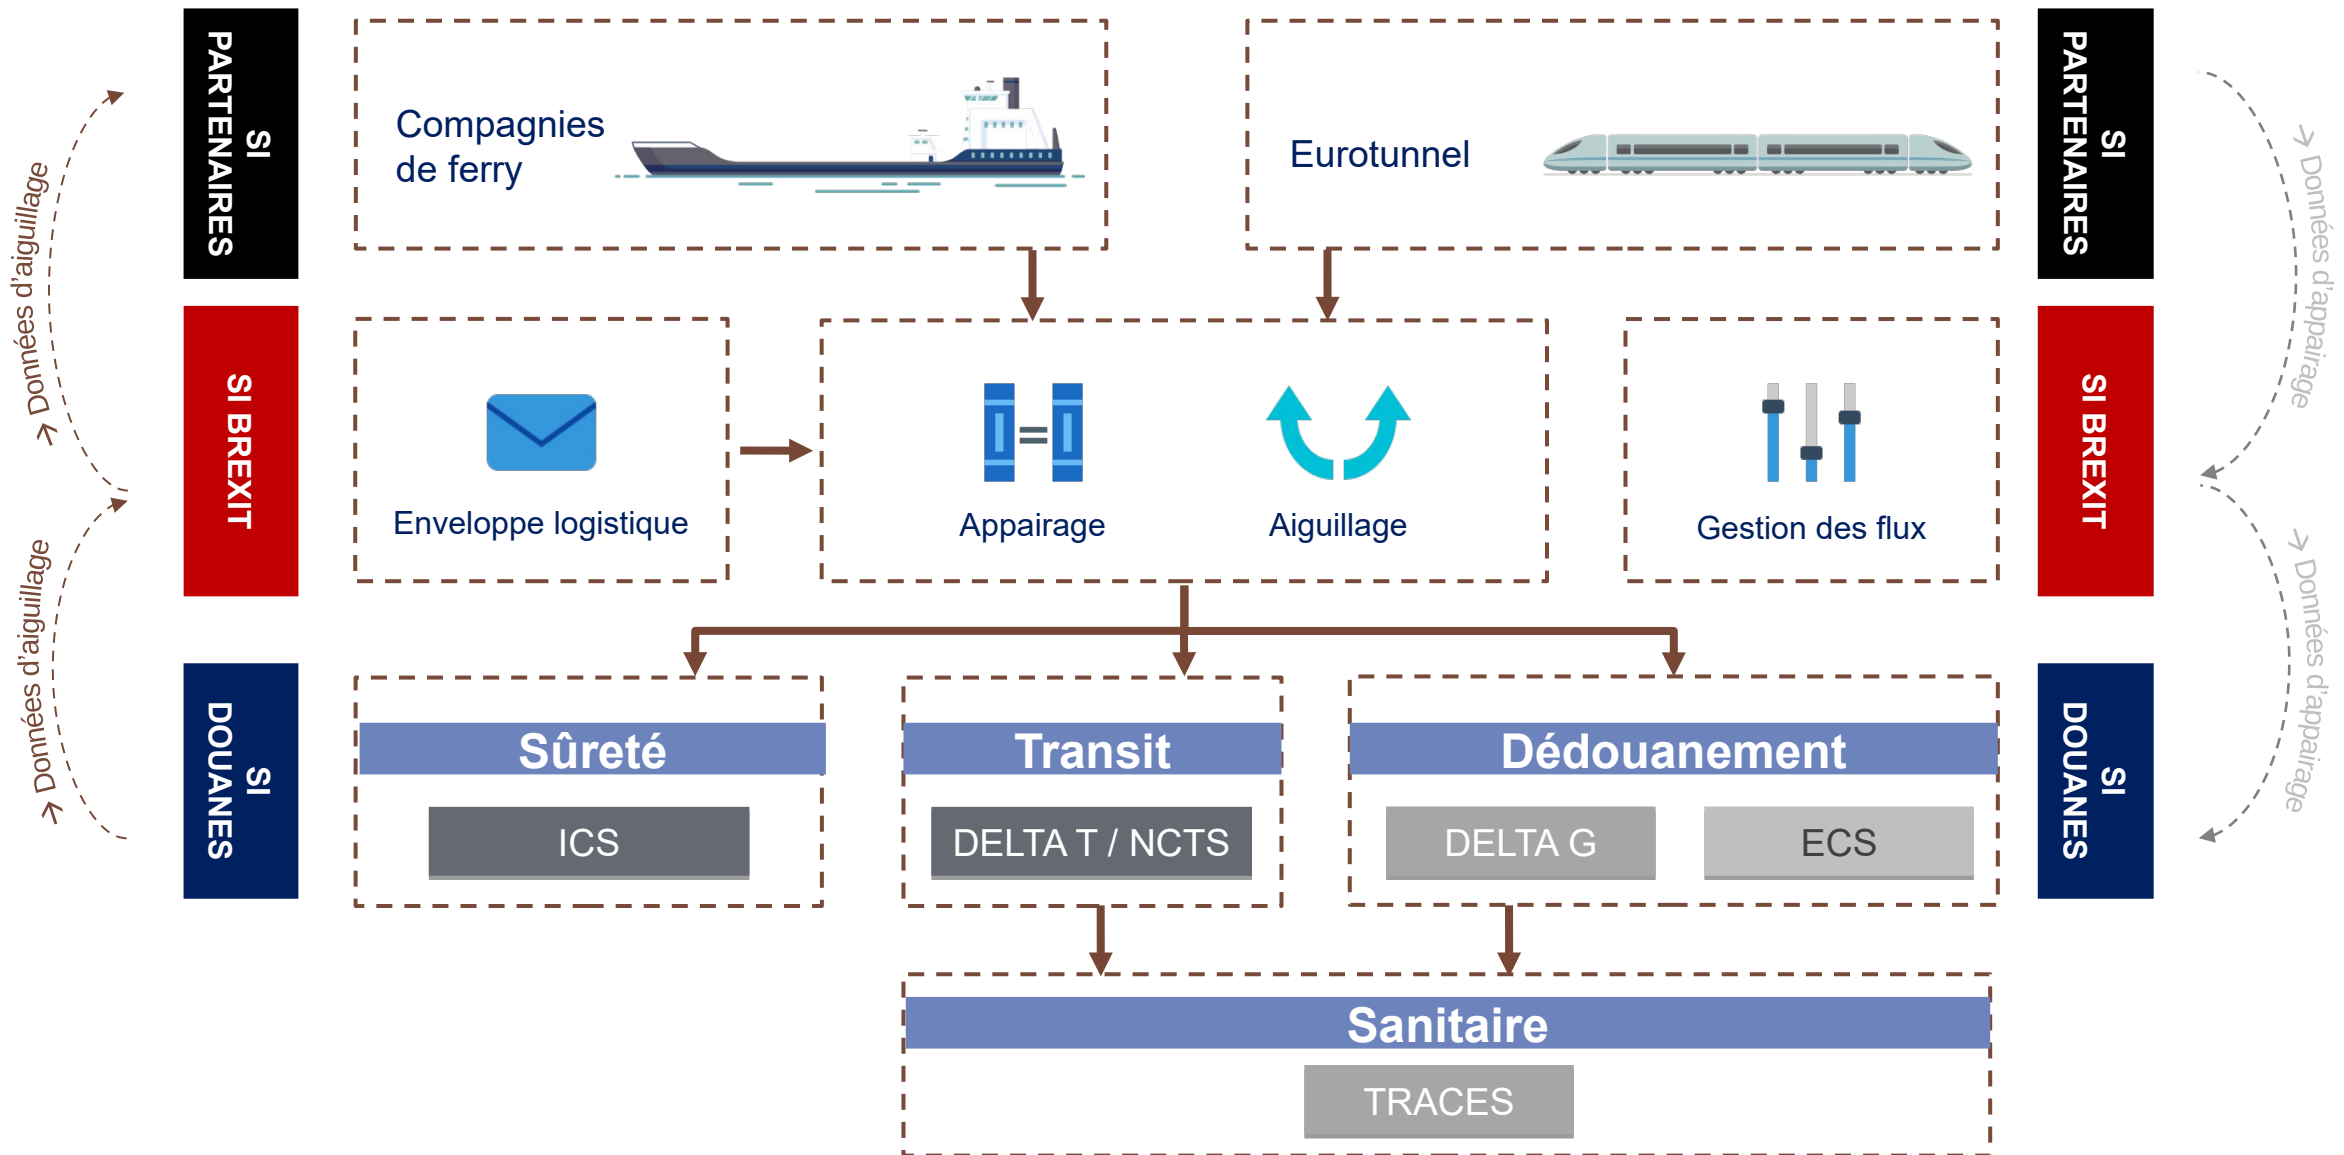 SI
PARTENAIRES
Compagnies
de ferry
Eurotunnel
SI
PARTENAIRES
→ Données d'aiguillage
→ Données d'appairage
SI BREXIT
Enveloppe logistique
Appairage
Aiguillage
Gestion des flux
SI BREXIT
→ Données d'aiguillage
→ Données d'appairage
SI
DOUANES
Sûreté
Transit
Dédouanement
ICS
DELTA T / NCTS
DELTA G
ECS
SI
DOUANES
Sanitaire
TRACES